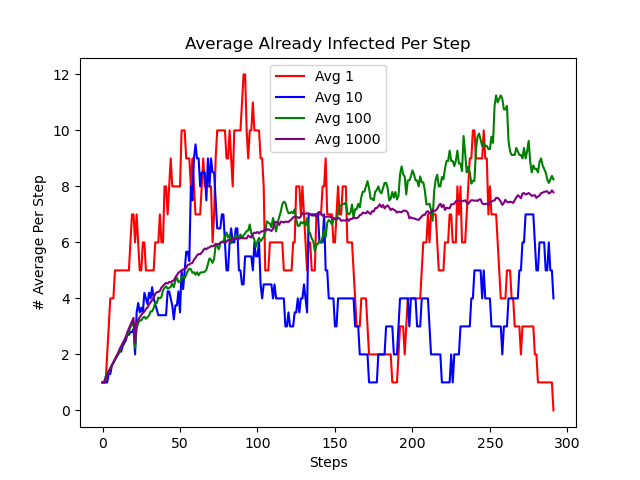 Average Already Infected Per Step
Avg 1
Avg 10
Avg 100
Avg 1000
# Average Per Step
12
10
8
6
4
2
0
0 50 100 150 200 250 300
Steps